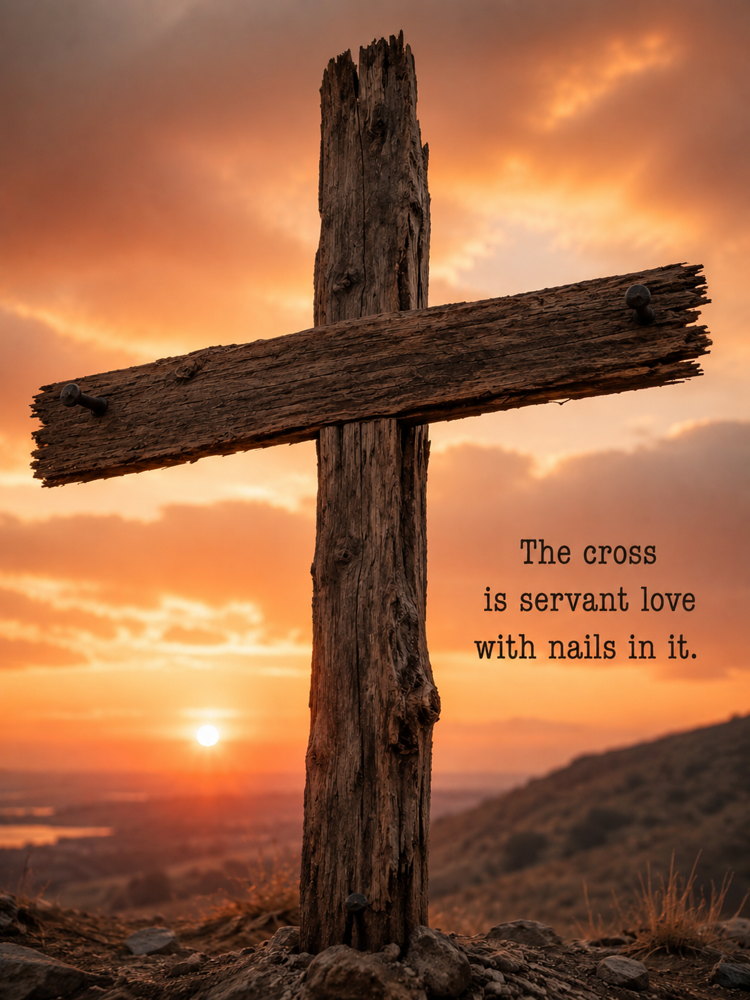 The cross
is servant love
with nails in it.